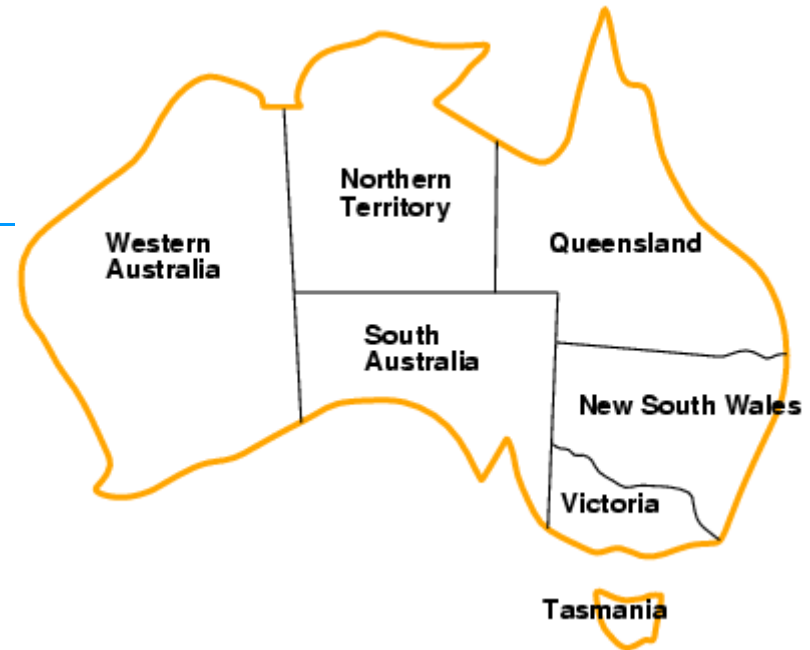 Northern
Territory
Western
Australia
Queensland
South
Australia
New South Wales
Victoria
Tasmania